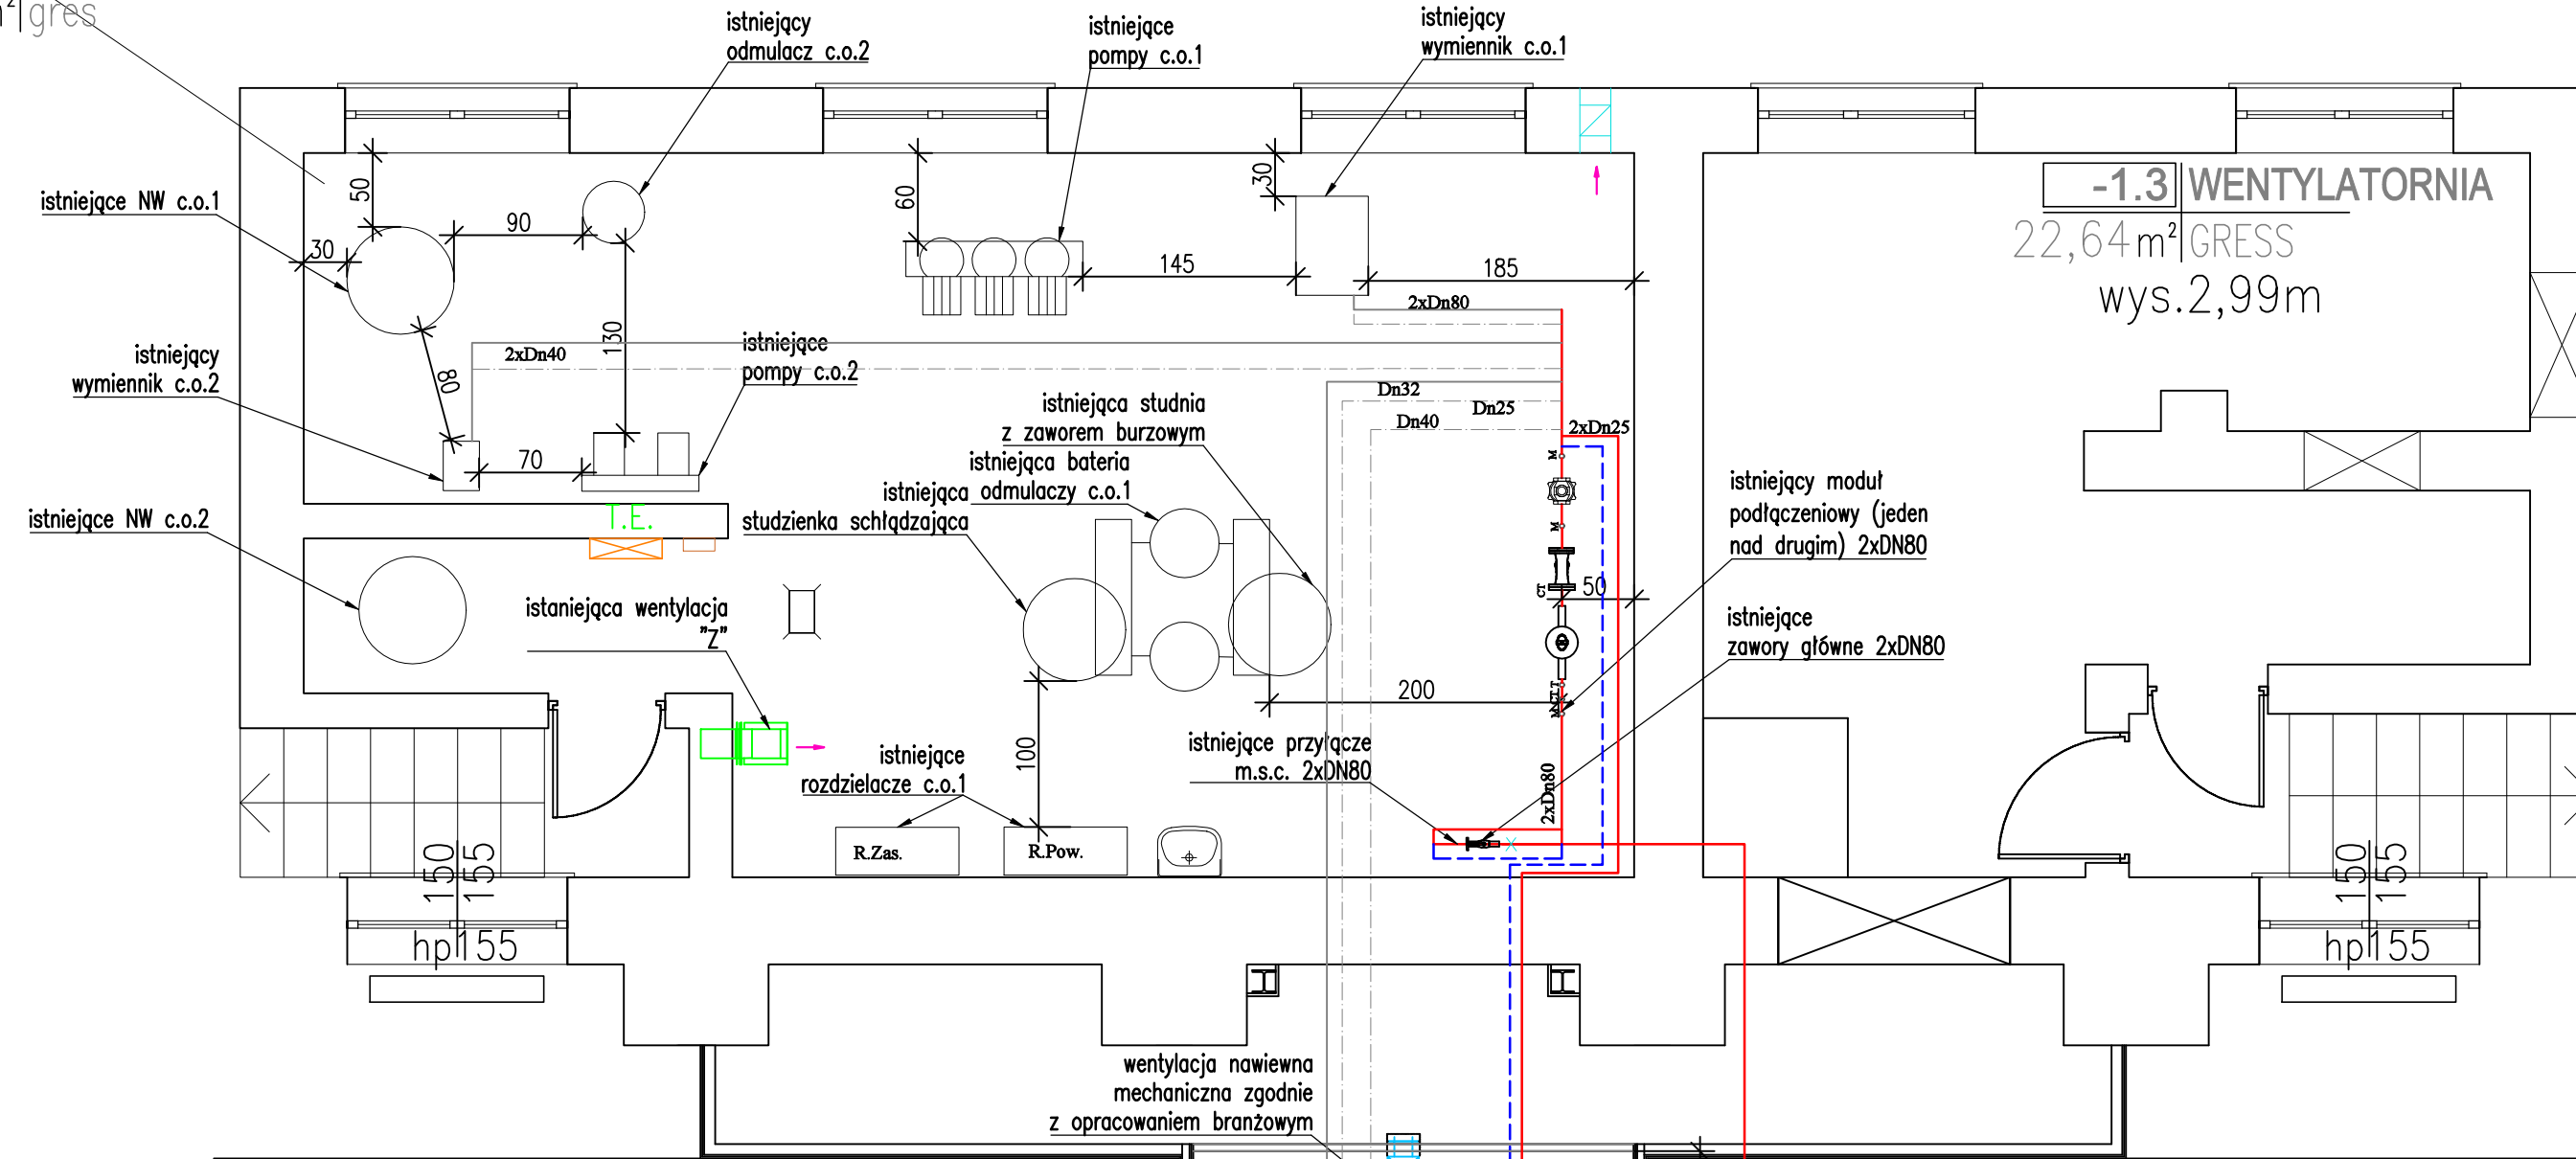 m²|gres
istniejący
odmulacz c.o.2
istniejące
pompy c.o.1
istniejący
wymiennik c.o.1
istniejące NW c.o.1
50
30
90
130
60
145
30
185
-1.3 WENTYLATORNIA
22,64m² GRESS
wys.2,99m
2xDn80
istniejący
wymiennik c.o.2
80
2xDn40
istniejące
pompy c.o.2
70
Dn32
Dn25
Dn40
2xDn25
istniejąca studnia
z zaworem burzowym
istniejąca bateria
odmulaczy c.o.1
istniejąca
studzienka schłądzająca
istniejące NW c.o.2
T.E.
M
M
CT
50
istniejący moduł
podłączeniowy (jeden
nad drugim) 2xDN80
istniejące
zawory główne 2xDN80
istaniejąca wentylacja
"Z"
200
100
istniejące
rozdzielacze c.o.1
R.Zas.
R.Pow.
istniejące przyłącze
m.s.c. 2xDN80
2xDn80
150
155
hp155
150
155
hp155
wentylacja nawiewna
mechaniczna zgodnie
z opracowaniem branżowym